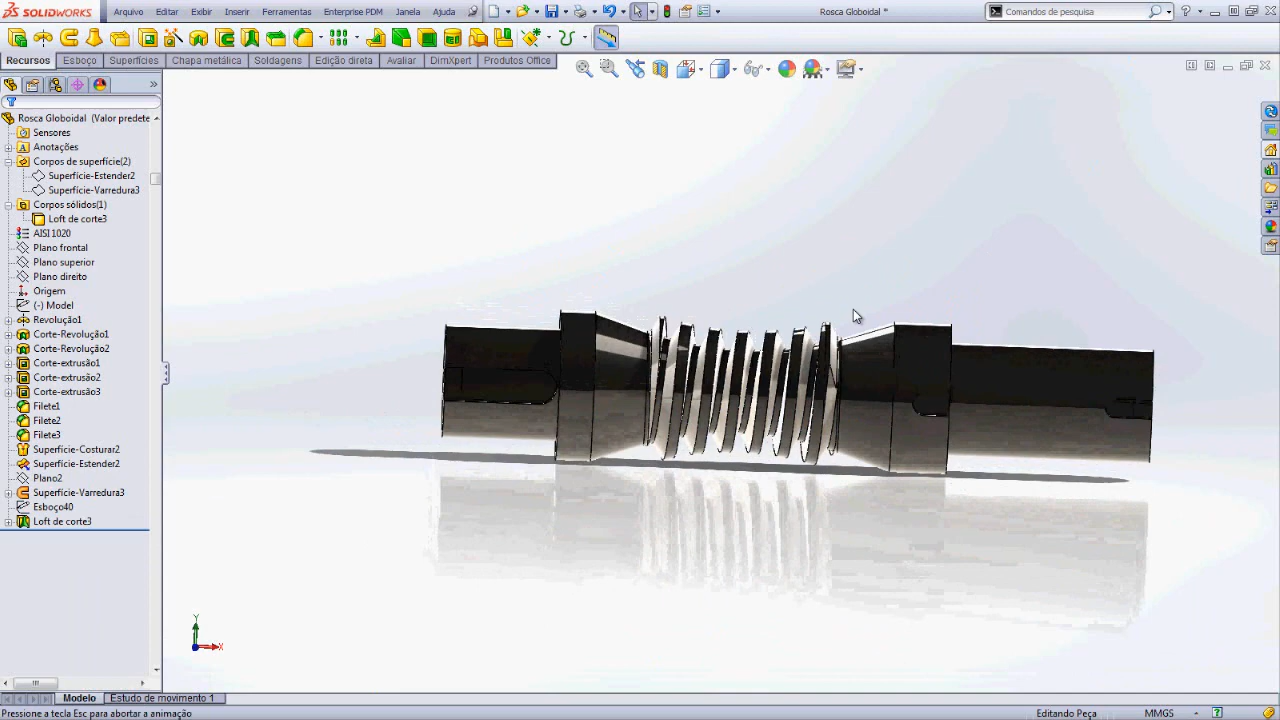 SOLIDWORKS Arquivo Editar Exibir Inserir Ferramentas Enterprise PDM Janela Ajuda Rosca Globoidal * Comandos de pesquisa
Recursos Esboço Superfícies Chapa metálica Soldagens Edição direta Avaliar DimXpert Produtos Office
Rosca Globoidal (Valor predete
Sensores
Anotações
Corpos de superfície(2)
Superfície-Estender2
Superfície-Varredura3
Corpos sólidos(1)
Loft de corte3
AISI 1020
Plano frontal
Plano superior
Plano direito
Origem
(-) Model
Revolução1
Corte-Revolução1
Corte-Revolução2
Corte-extrusão1
Corte-extrusão2
Corte-extrusão3
Filete1
Filete2
Filete3
Superfície-Costurar2
Superfície-Estender2
Plano2
Superfície-Varredura3
Esboço40
Loft de corte3
Y
X
Modelo Estudo de movimento 1
Pressione a tecla Esc para abortar a animação Editando Peça MMGS